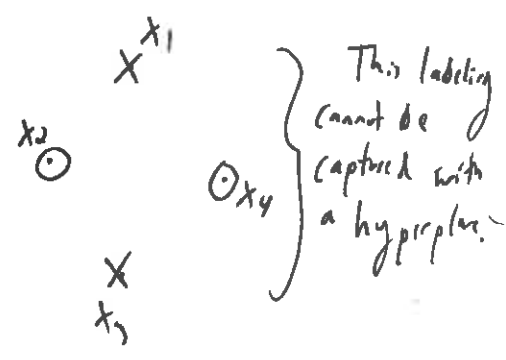 x1
x2
x4
x3
This labeling
cannot be
captured with
a hyperplane.